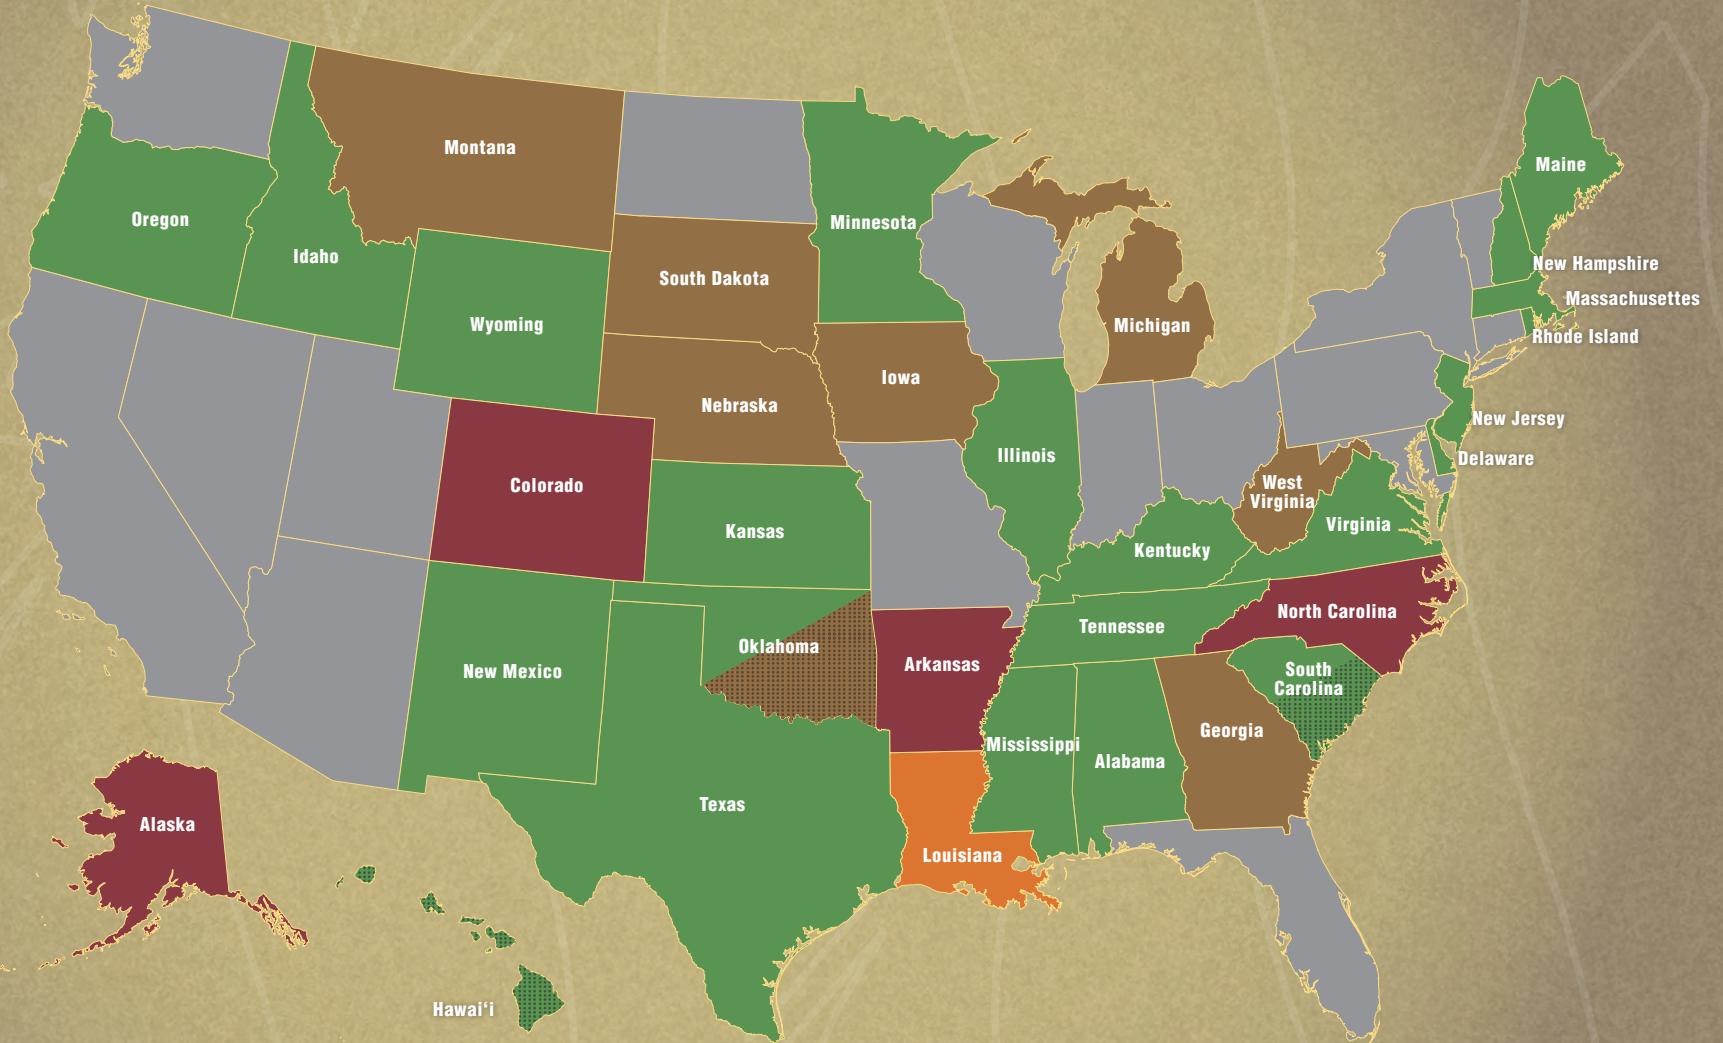 Maine
Montana
Oregon
Minnesota
Idaho
New Hampshire
South Dakota
Massachusettes
Wyoming
Michigan
Rhode Island
Iowa
Nebraska
New Jersey
Illinois
Delaware
Colorado
West
Virginia
Virginia
Kansas
Kentucky
North Carolina
Tennessee
Oklahoma
Arkansas
New Mexico
South
Carolina
Georgia
Mississippi
Alabama
Texas
Alaska
Louisiana
Hawaiʻi